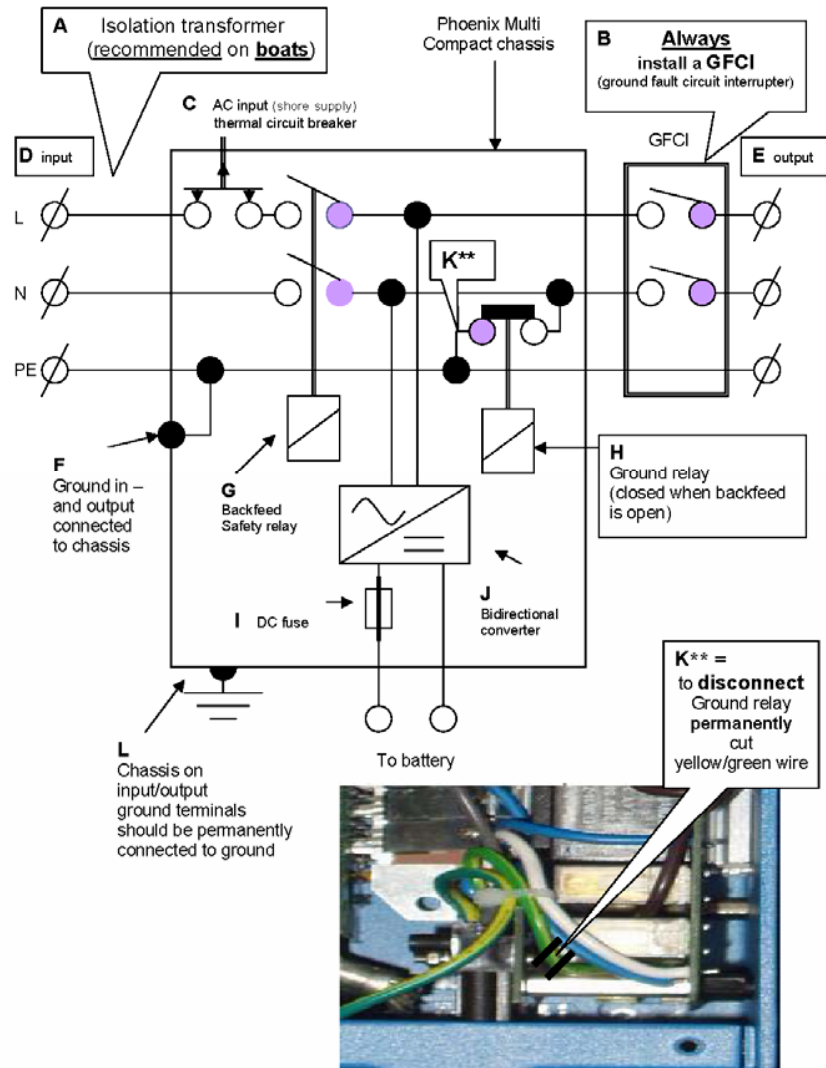 A Isolation transformer
(recommended on boats)
Phoenix Multi
Compact chassis
B Always
install a GFCI
(ground fault circuit interrupter)
C AC input (shore supply)
thermal circuit breaker
GFCI
D input
E output
L
N
PE
K**
F
Ground in –
and output
connected
to chassis
G
Backfeed
Safety relay
H
Ground relay
(closed when backfeed
is open)
I DC fuse
J
Bidirectional
converter
K** =
to disconnect
Ground relay
permanently
cut
yellow/green wire
L
Chassis on
input/output
ground terminals
should be permanently
connected to ground
To battery